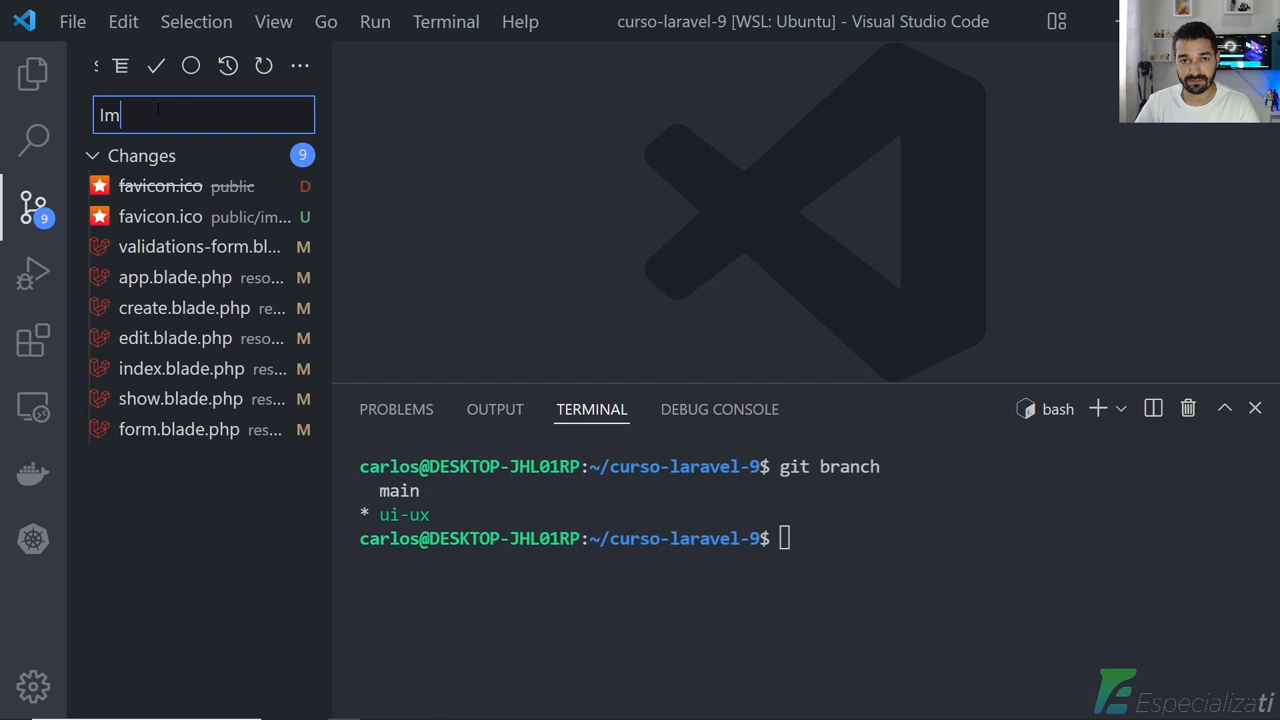 File Edit Selection View Go Run Terminal Help curso-laravel-9 [WSL: Ubuntu] - Visual Studio Code
Im
Changes 9
favicon.ico public D
favicon.ico public/im... U
validations-form.bl... M
app.blade.php reso... M
create.blade.php re... M
edit.blade.php reso... M
index.blade.php res... M
show.blade.php res... M
form.blade.php res... M
9
PROBLEMS OUTPUT TERMINAL DEBUG CONSOLE bash
carlos@DESKTOP-JHL01RP:~/curso-laravel-9$ git branch
main
* ui-ux
carlos@DESKTOP-JHL01RP:~/curso-laravel-9$
Especializati